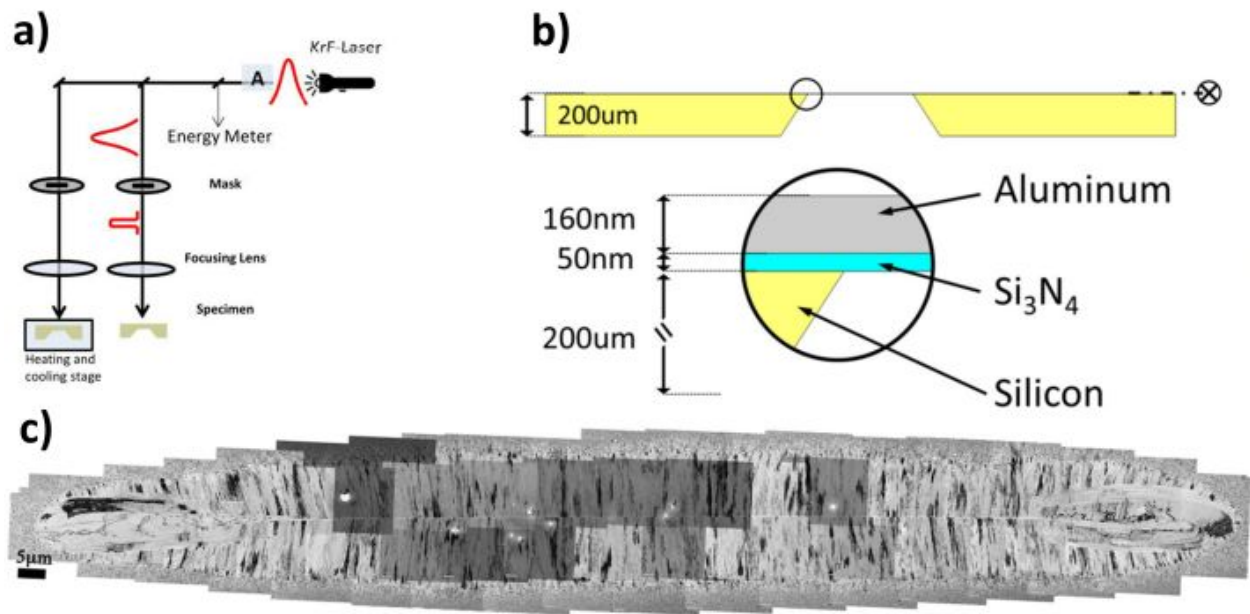 a)
KrF-Laser
A
Energy Meter
Mask
Focusing Lens
Specimen
Heating and
cooling stage
b)
200um
Aluminum
160nm
50nm
Si3N4
200um
Silicon
c)
5µm